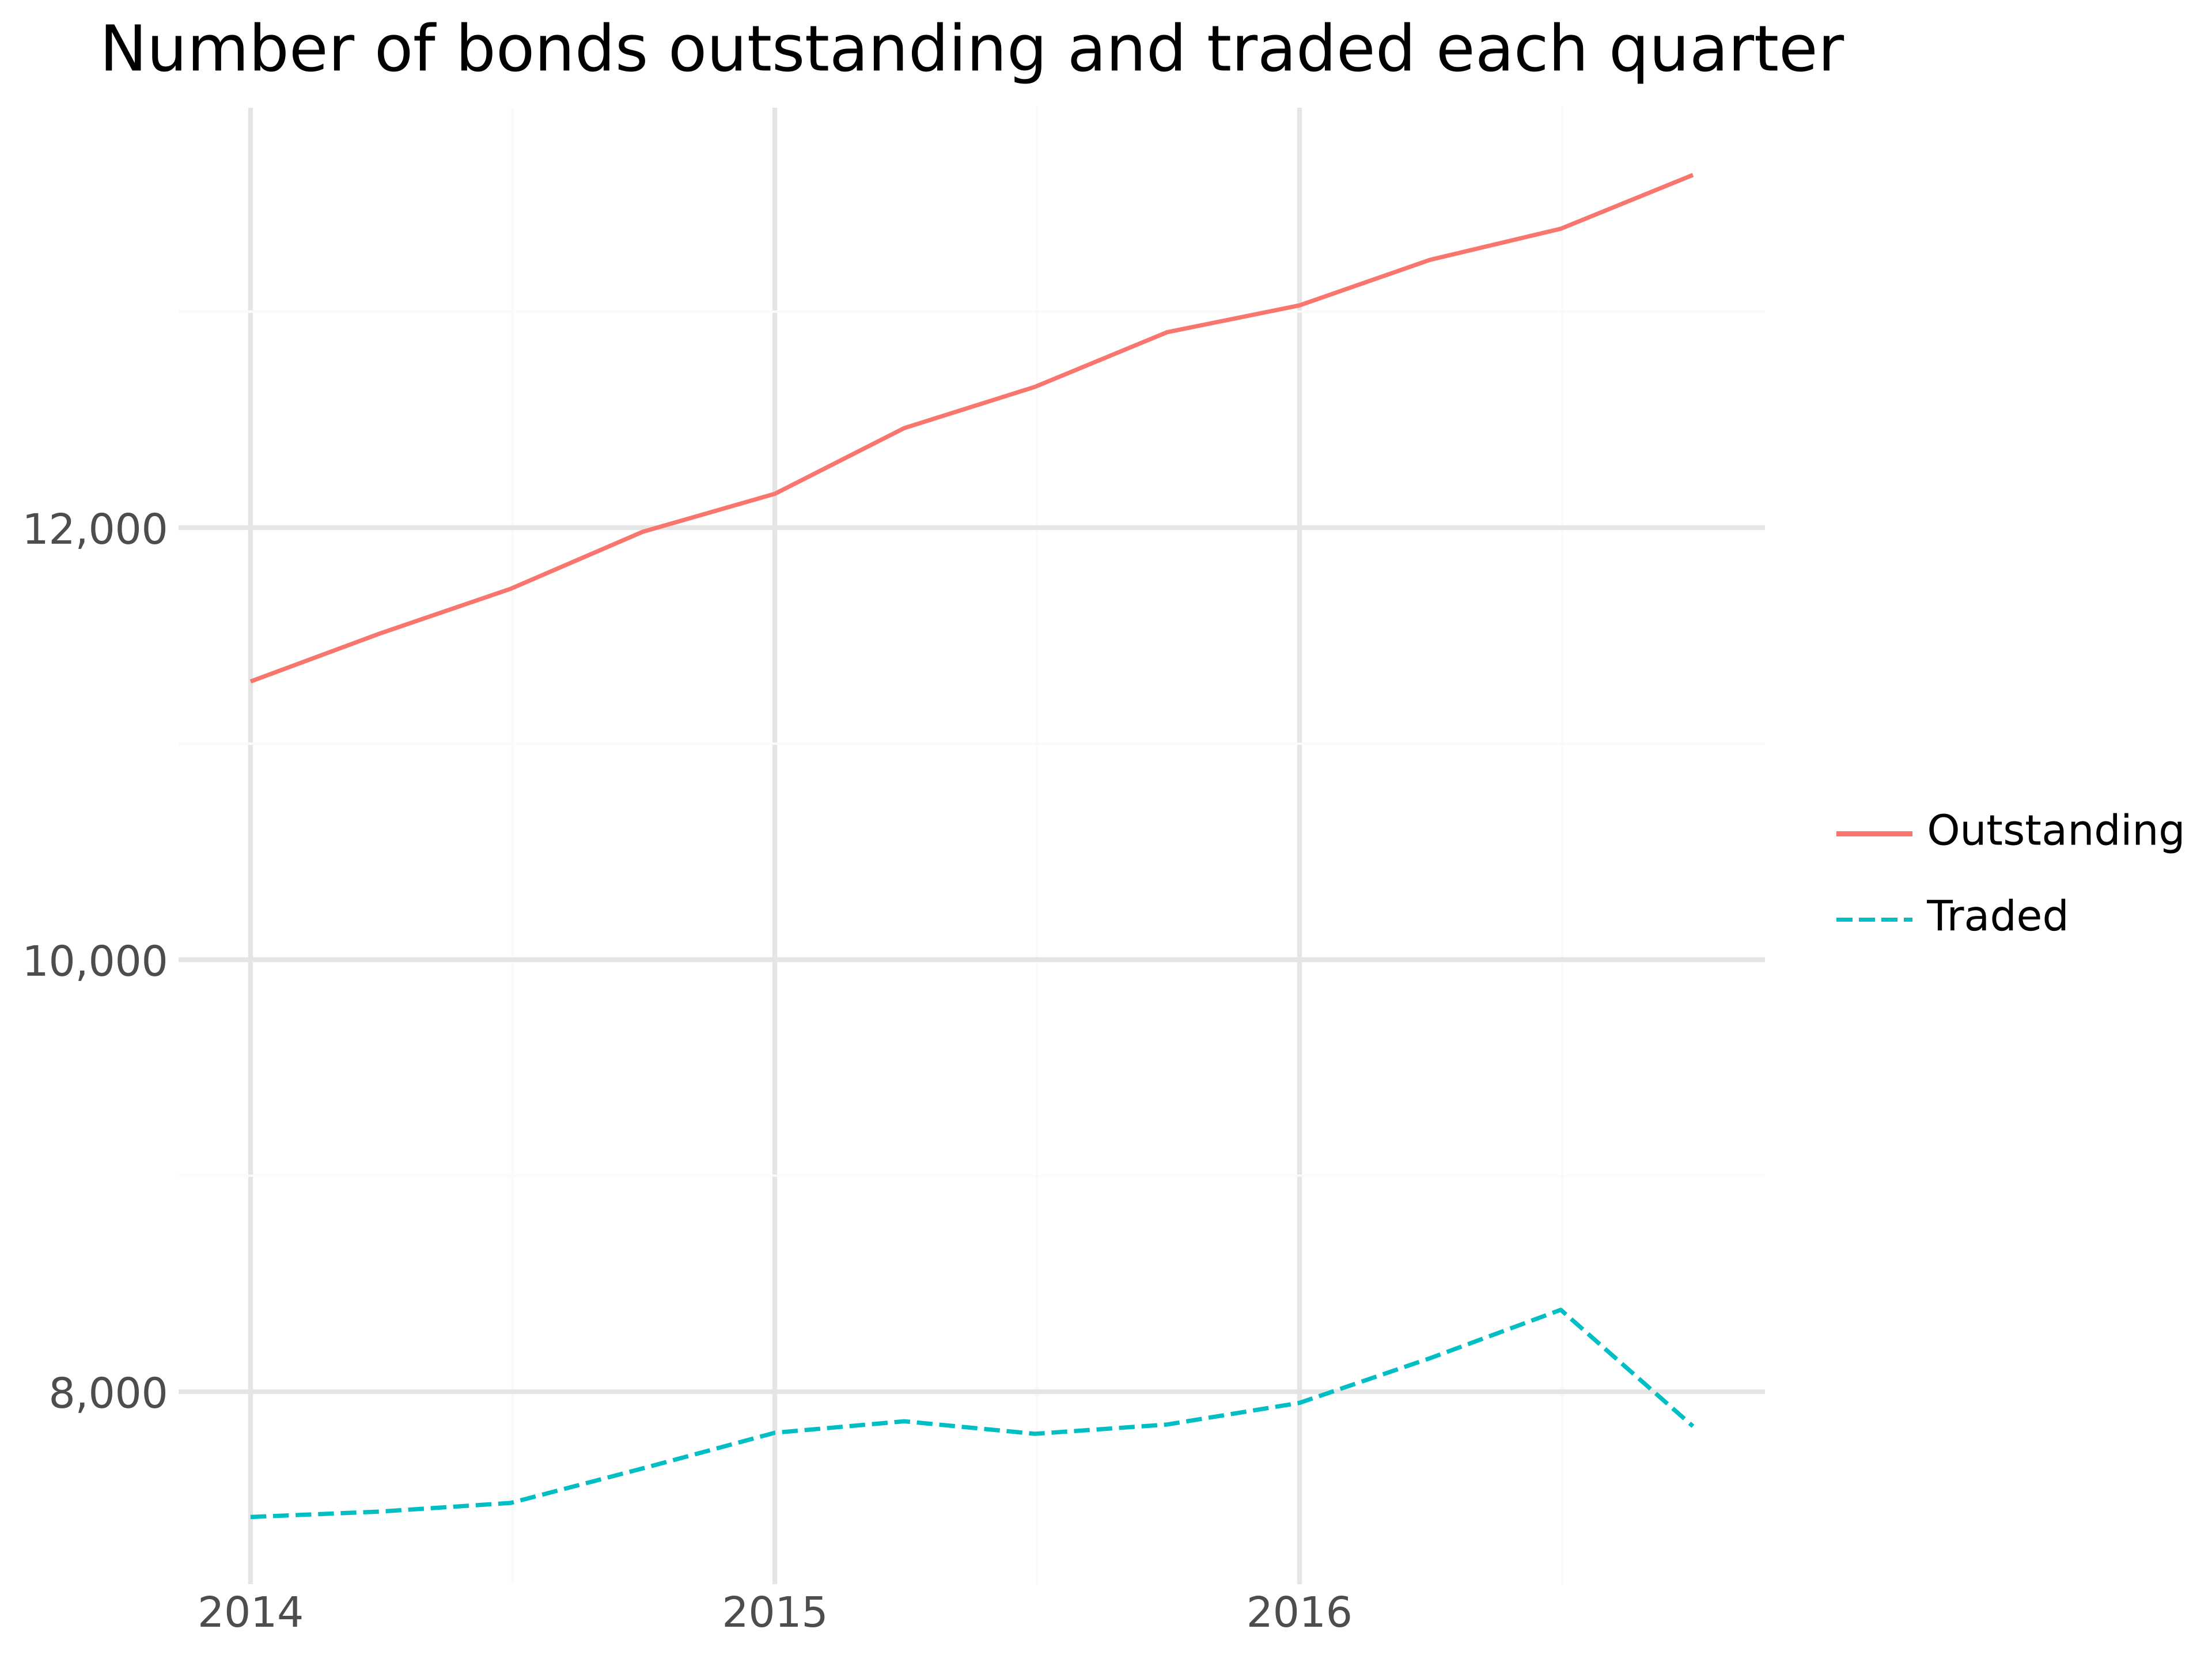 Number of bonds outstanding and traded each quarter
12,000
10,000
8,000
2014 2015 2016
Outstanding
Traded